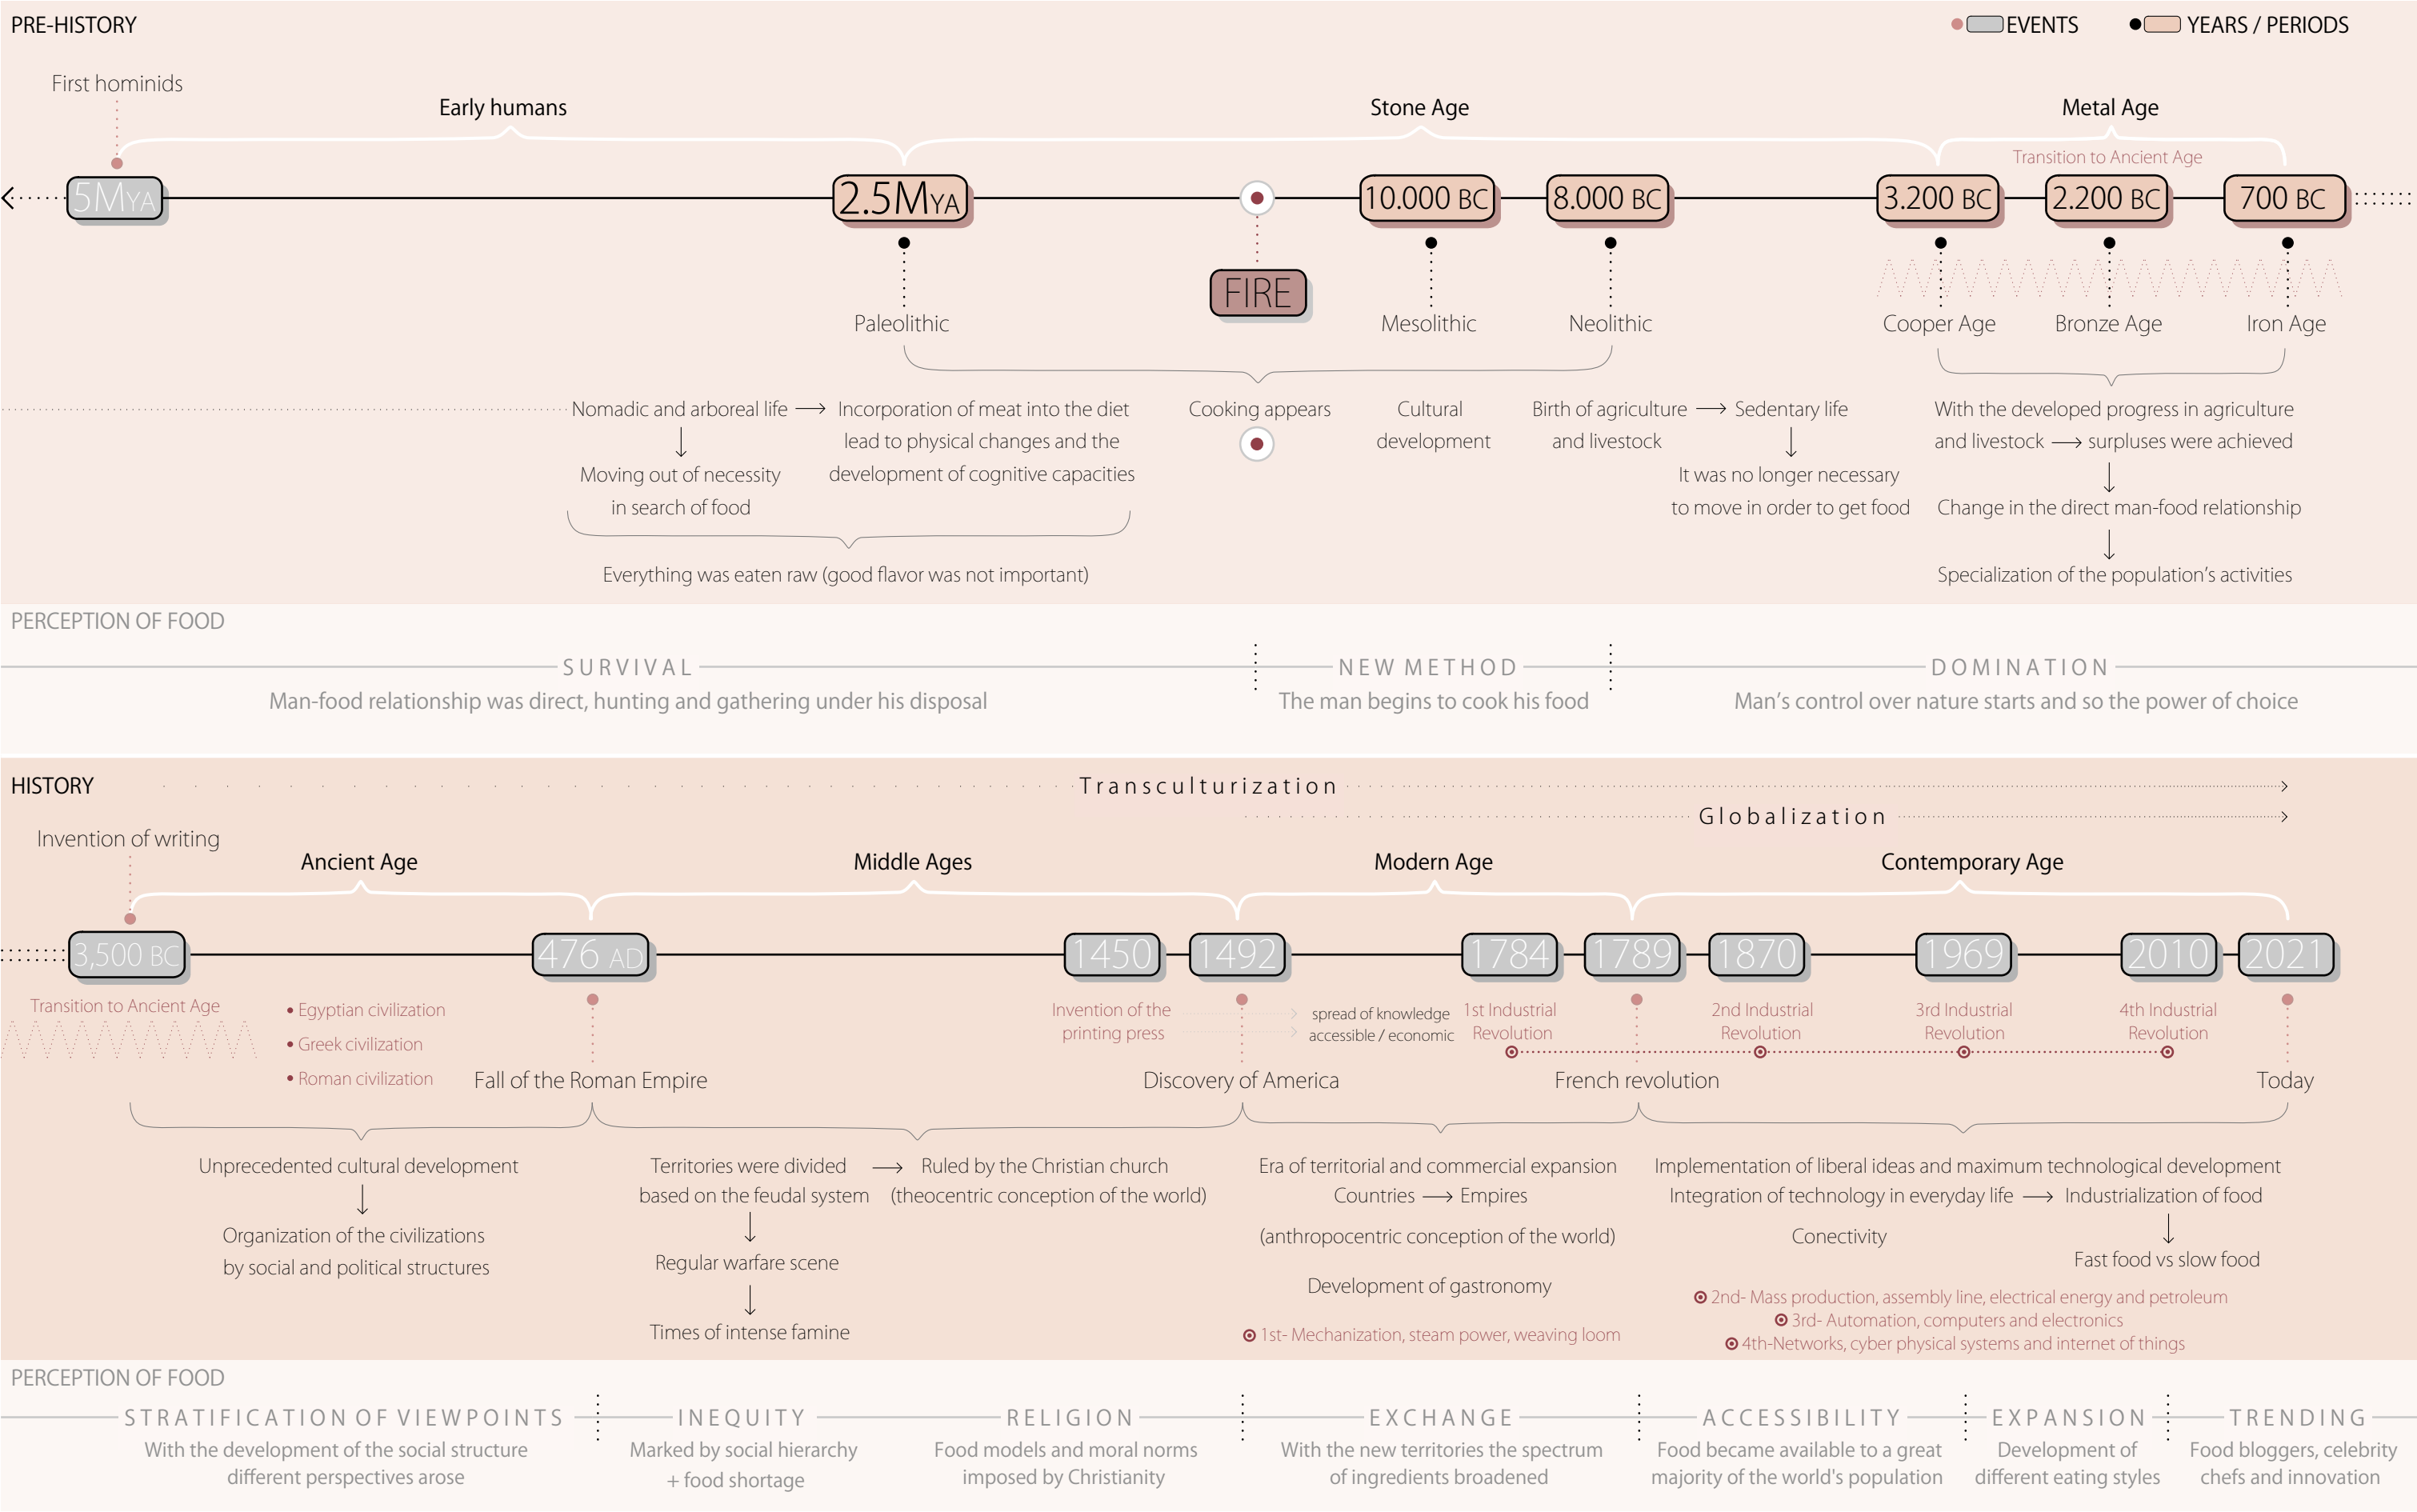 PRE-HISTORY
EVENTS
YEARS / PERIODS
First hominids
Early humans
Stone Age
Metal Age
Transition to Ancient Age
5MYA
2.5MYA
10.000 BC
8.000 BC
3.200 BC
2.200 BC
700 BC
FIRE
Paleolithic
Mesolithic
Neolithic
Cooper Age
Bronze Age
Iron Age
Nomadic and arboreal life
Moving out of necessity
in search of food
Incorporation of meat into the diet
lead to physical changes and the
development of cognitive capacities
Everything was eaten raw (good flavor was not important)
Cooking appears
Cultural
development
Birth of agriculture
and livestock
Sedentary life
It was no longer necessary
to move in order to get food
With the developed progress in agriculture
and livestock → surpluses were achieved
Change in the direct man-food relationship
Specialization of the population's activities
PERCEPTION OF FOOD
SURVIVAL
Man-food relationship was direct, hunting and gathering under his disposal
NEW METHOD
The man begins to cook his food
DOMINATION
Man's control over nature starts and so the power of choice
HISTORY
Transculturization
Globalization
Invention of writing
Ancient Age
Middle Ages
Modern Age
Contemporary Age
3,500 BC
476 AD
1450
1492
1784
1789
1870
1969
2010
2021
Transition to Ancient Age
• Egyptian civilization
• Greek civilization
• Roman civilization
Fall of the Roman Empire
Invention of the
printing press
spread of knowledge
accessible / economic
Discovery of America
1st Industrial
Revolution
French revolution
2nd Industrial
Revolution
3rd Industrial
Revolution
4th Industrial
Revolution
Today
Unprecedented cultural development
Organization of the civilizations
by social and political structures
Territories were divided
based on the feudal system
Regular warfare scene
Times of intense famine
Ruled by the Christian church
(theocentric conception of the world)
Era of territorial and commercial expansion
Countries → Empires
(anthropocentric conception of the world)
Development of gastronomy
1st- Mechanization, steam power, weaving loom
Implementation of liberal ideas and maximum technological development
Integration of technology in everyday life → Industrialization of food
Conectivity
Fast food vs slow food
2nd- Mass production, assembly line, electrical energy and petroleum
3rd- Automation, computers and electronics
4th-Networks, cyber physical systems and internet of things
PERCEPTION OF FOOD
STRATIFICATION OF VIEWPOINTS
With the development of the social structure
different perspectives arose
INEQUITY
Marked by social hierarchy
+ food shortage
RELIGION
Food models and moral norms
imposed by Christianity
EXCHANGE
With the new territories the spectrum
of ingredients broadened
ACCESSIBILITY
Food became available to a great
majority of the world's population
EXPANSION
Development of
different eating styles
TRENDING
Food bloggers, celebrity
chefs and innovation